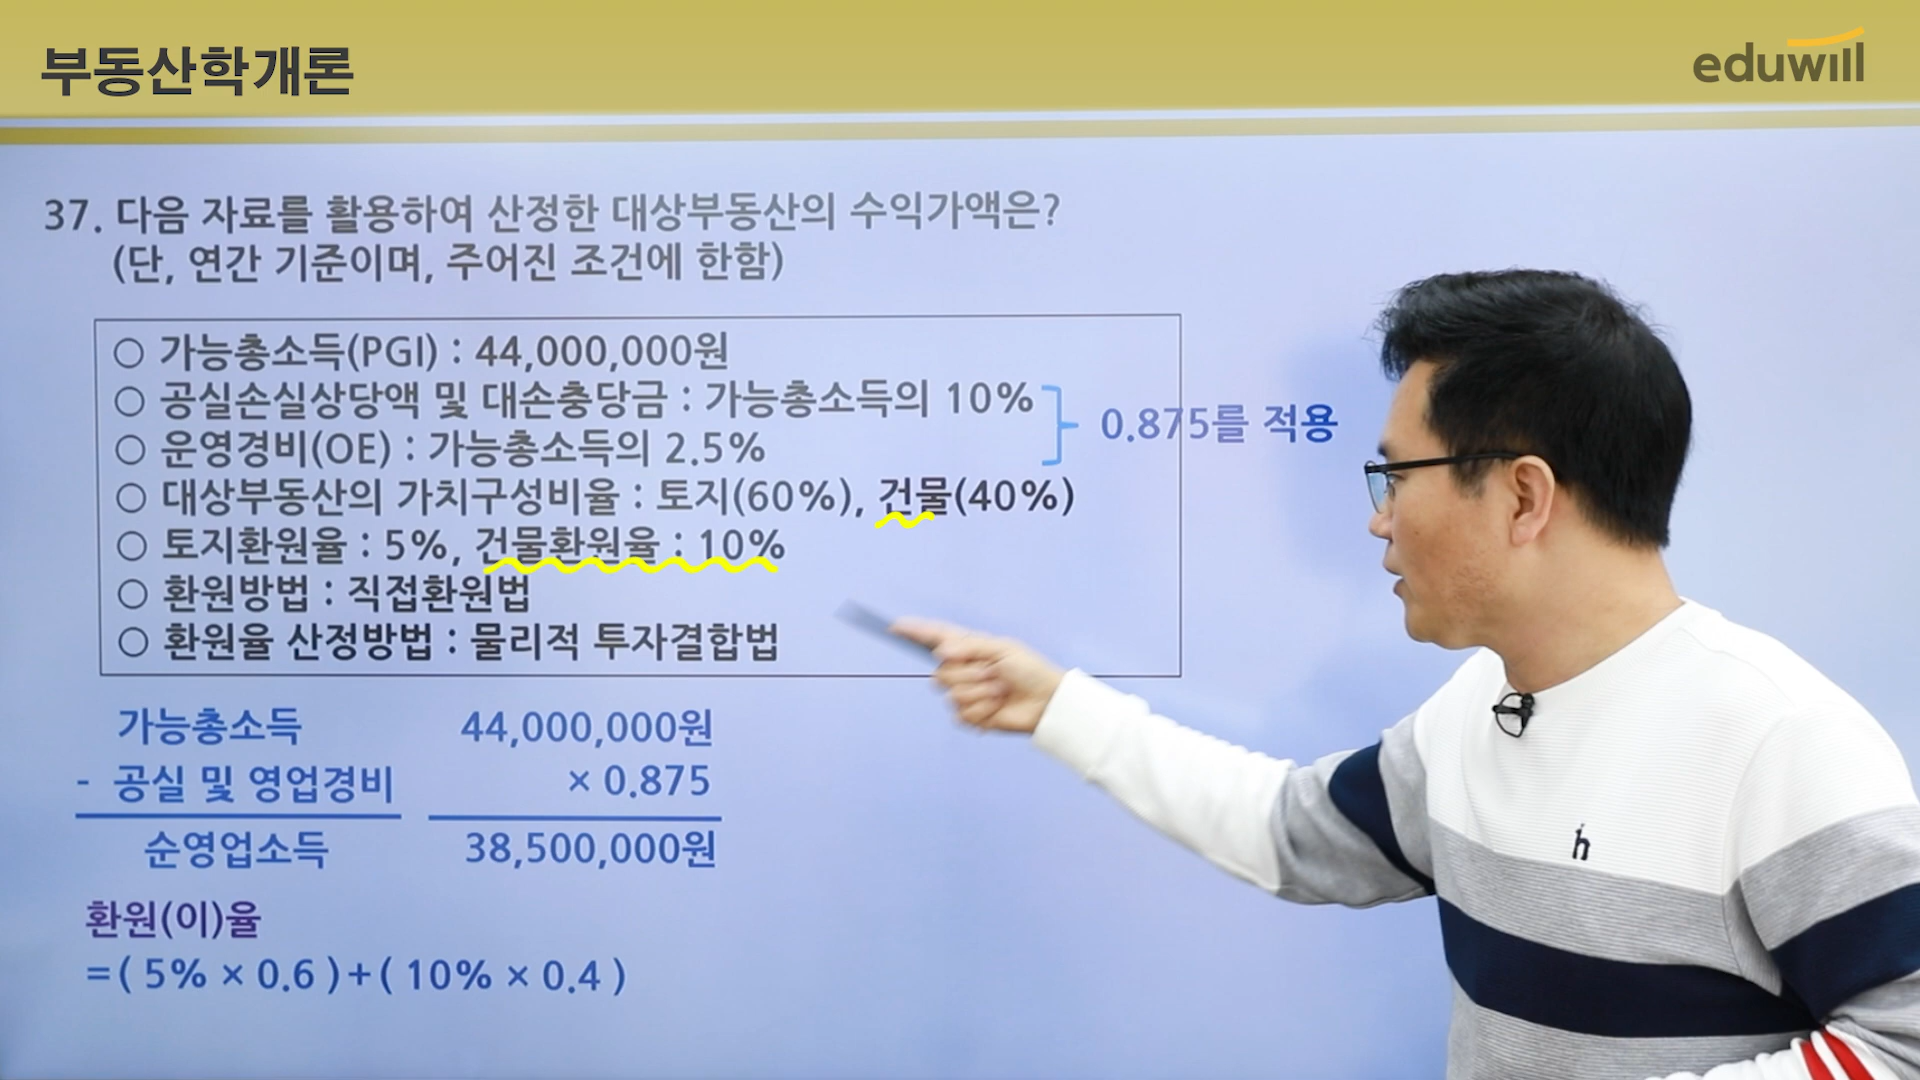 부동산학개론
eduwill
37. 다음 자료를 활용하여 산정한 대상부동산의 수익가액은?
(단, 연간 기준이며, 주어진 조건에 한함)
○ 가능총소득(PGI) : 44,000,000원
○ 공실손실상당액 및 대손충당금 : 가능총소득의 10%
0.875를 적용
○ 운영경비(OE) : 가능총소득의 2.5%
○ 대상부동산의 가치구성비율 : 토지(60%), 건물(40%)
○ 토지환원율 : 5%, 건물환원율 : 10%
○ 환원방법 : 직접환원법
○ 환원율 산정방법 : 물리적 투자결합법
가능총소득 44,000,000원
- 공실 및 영업경비 × 0.875
순영업소득 38,500,000원
환원(이)율
=( 5% × 0.6 )+( 10% × 0.4 )
h